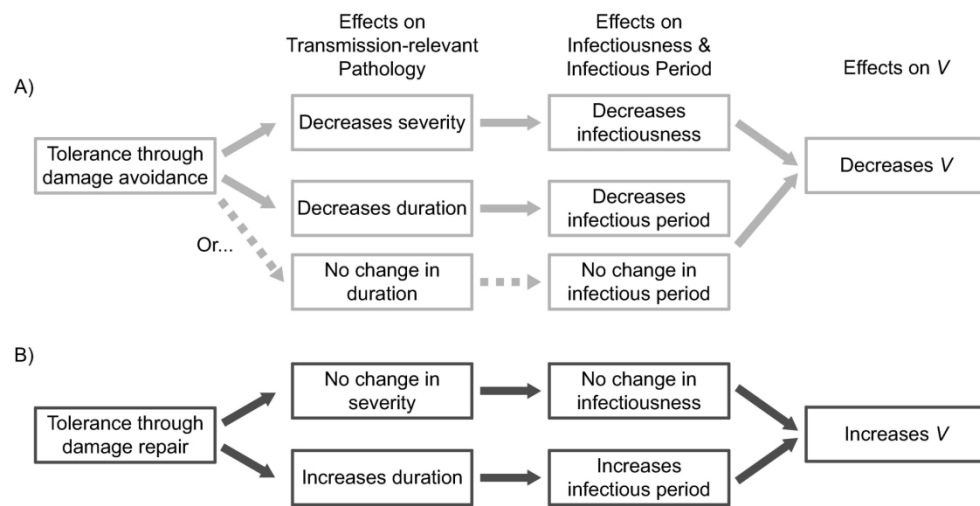 Effects on
Transmission-relevant
Pathology
Effects on
Infectiousness &
Infectious Period
Effects on V
A)
Tolerance through
damage avoidance
Or...
Decreases severity
Decreases
infectiousness
Decreases duration
Decreases
infectious period
No change in
duration
No change in
infectious period
Decreases V
B)
Tolerance through
damage repair
No change in
severity
No change in
infectiousness
Increases duration
Increases
infectious period
Increases V